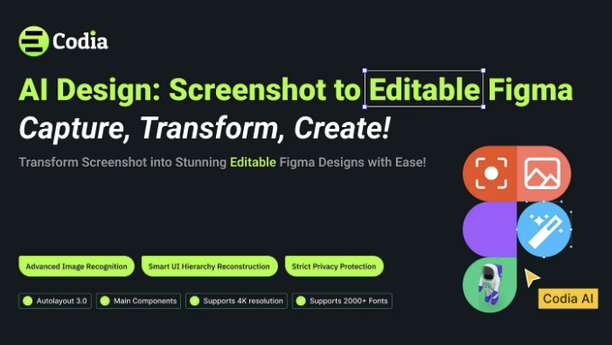 Codia
AI Design: Screenshot to Editable Figma
Capture, Transform, Create!
Transform Screenshot into Stunning Editable Figma Designs with Ease!
Advanced Image Recognition
Smart UI Hierarchy Reconstruction
Strict Privacy Protection
Autolayout 3.0
Main Components
Supports 4K resolution
Supports 2000+ Fonts
Codia AI